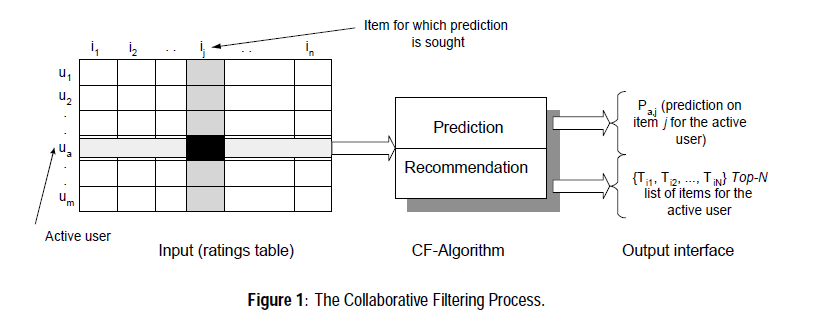 Item for which prediction
is sought
i1 i2 . . ij . . in
u1
u2
.
.
ua
.
.
um
Active user
Input (ratings table)
Prediction
Recommendation
CF-Algorithm
Pa,j (prediction on
item j for the active
user)
{Ti1, Ti2, ..., TiN} Top-N
list of items for the
active user
Output interface
Figure 1: The Collaborative Filtering Process.